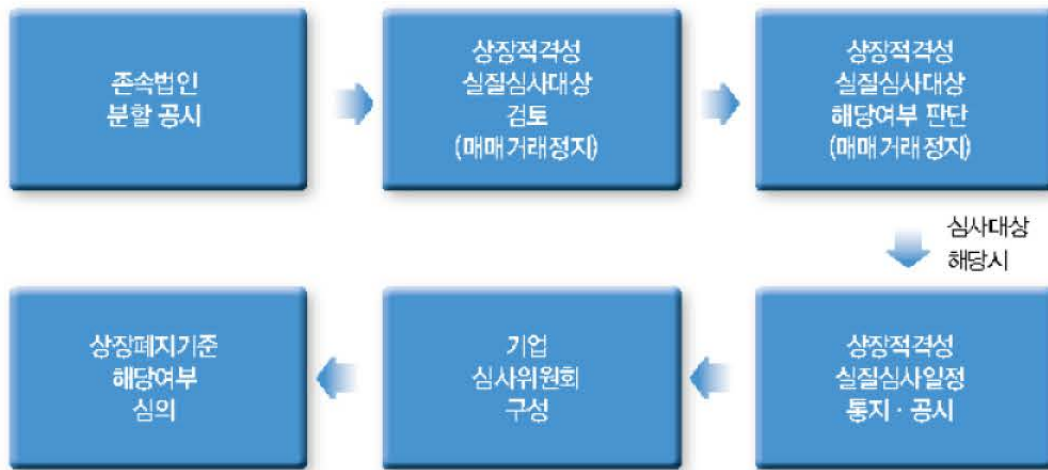 존속법인
분할 공시
상장적격성
실질심사대상
검토
(매매거래정지)
상장적격성
실질심사대상
해당여부 판단
(매매거래정지)
심사대상
해당시
상장적격성
실질심사일정
통지 · 공시
기업
심사위원회
구성
상장폐지기준
해당여부
심의